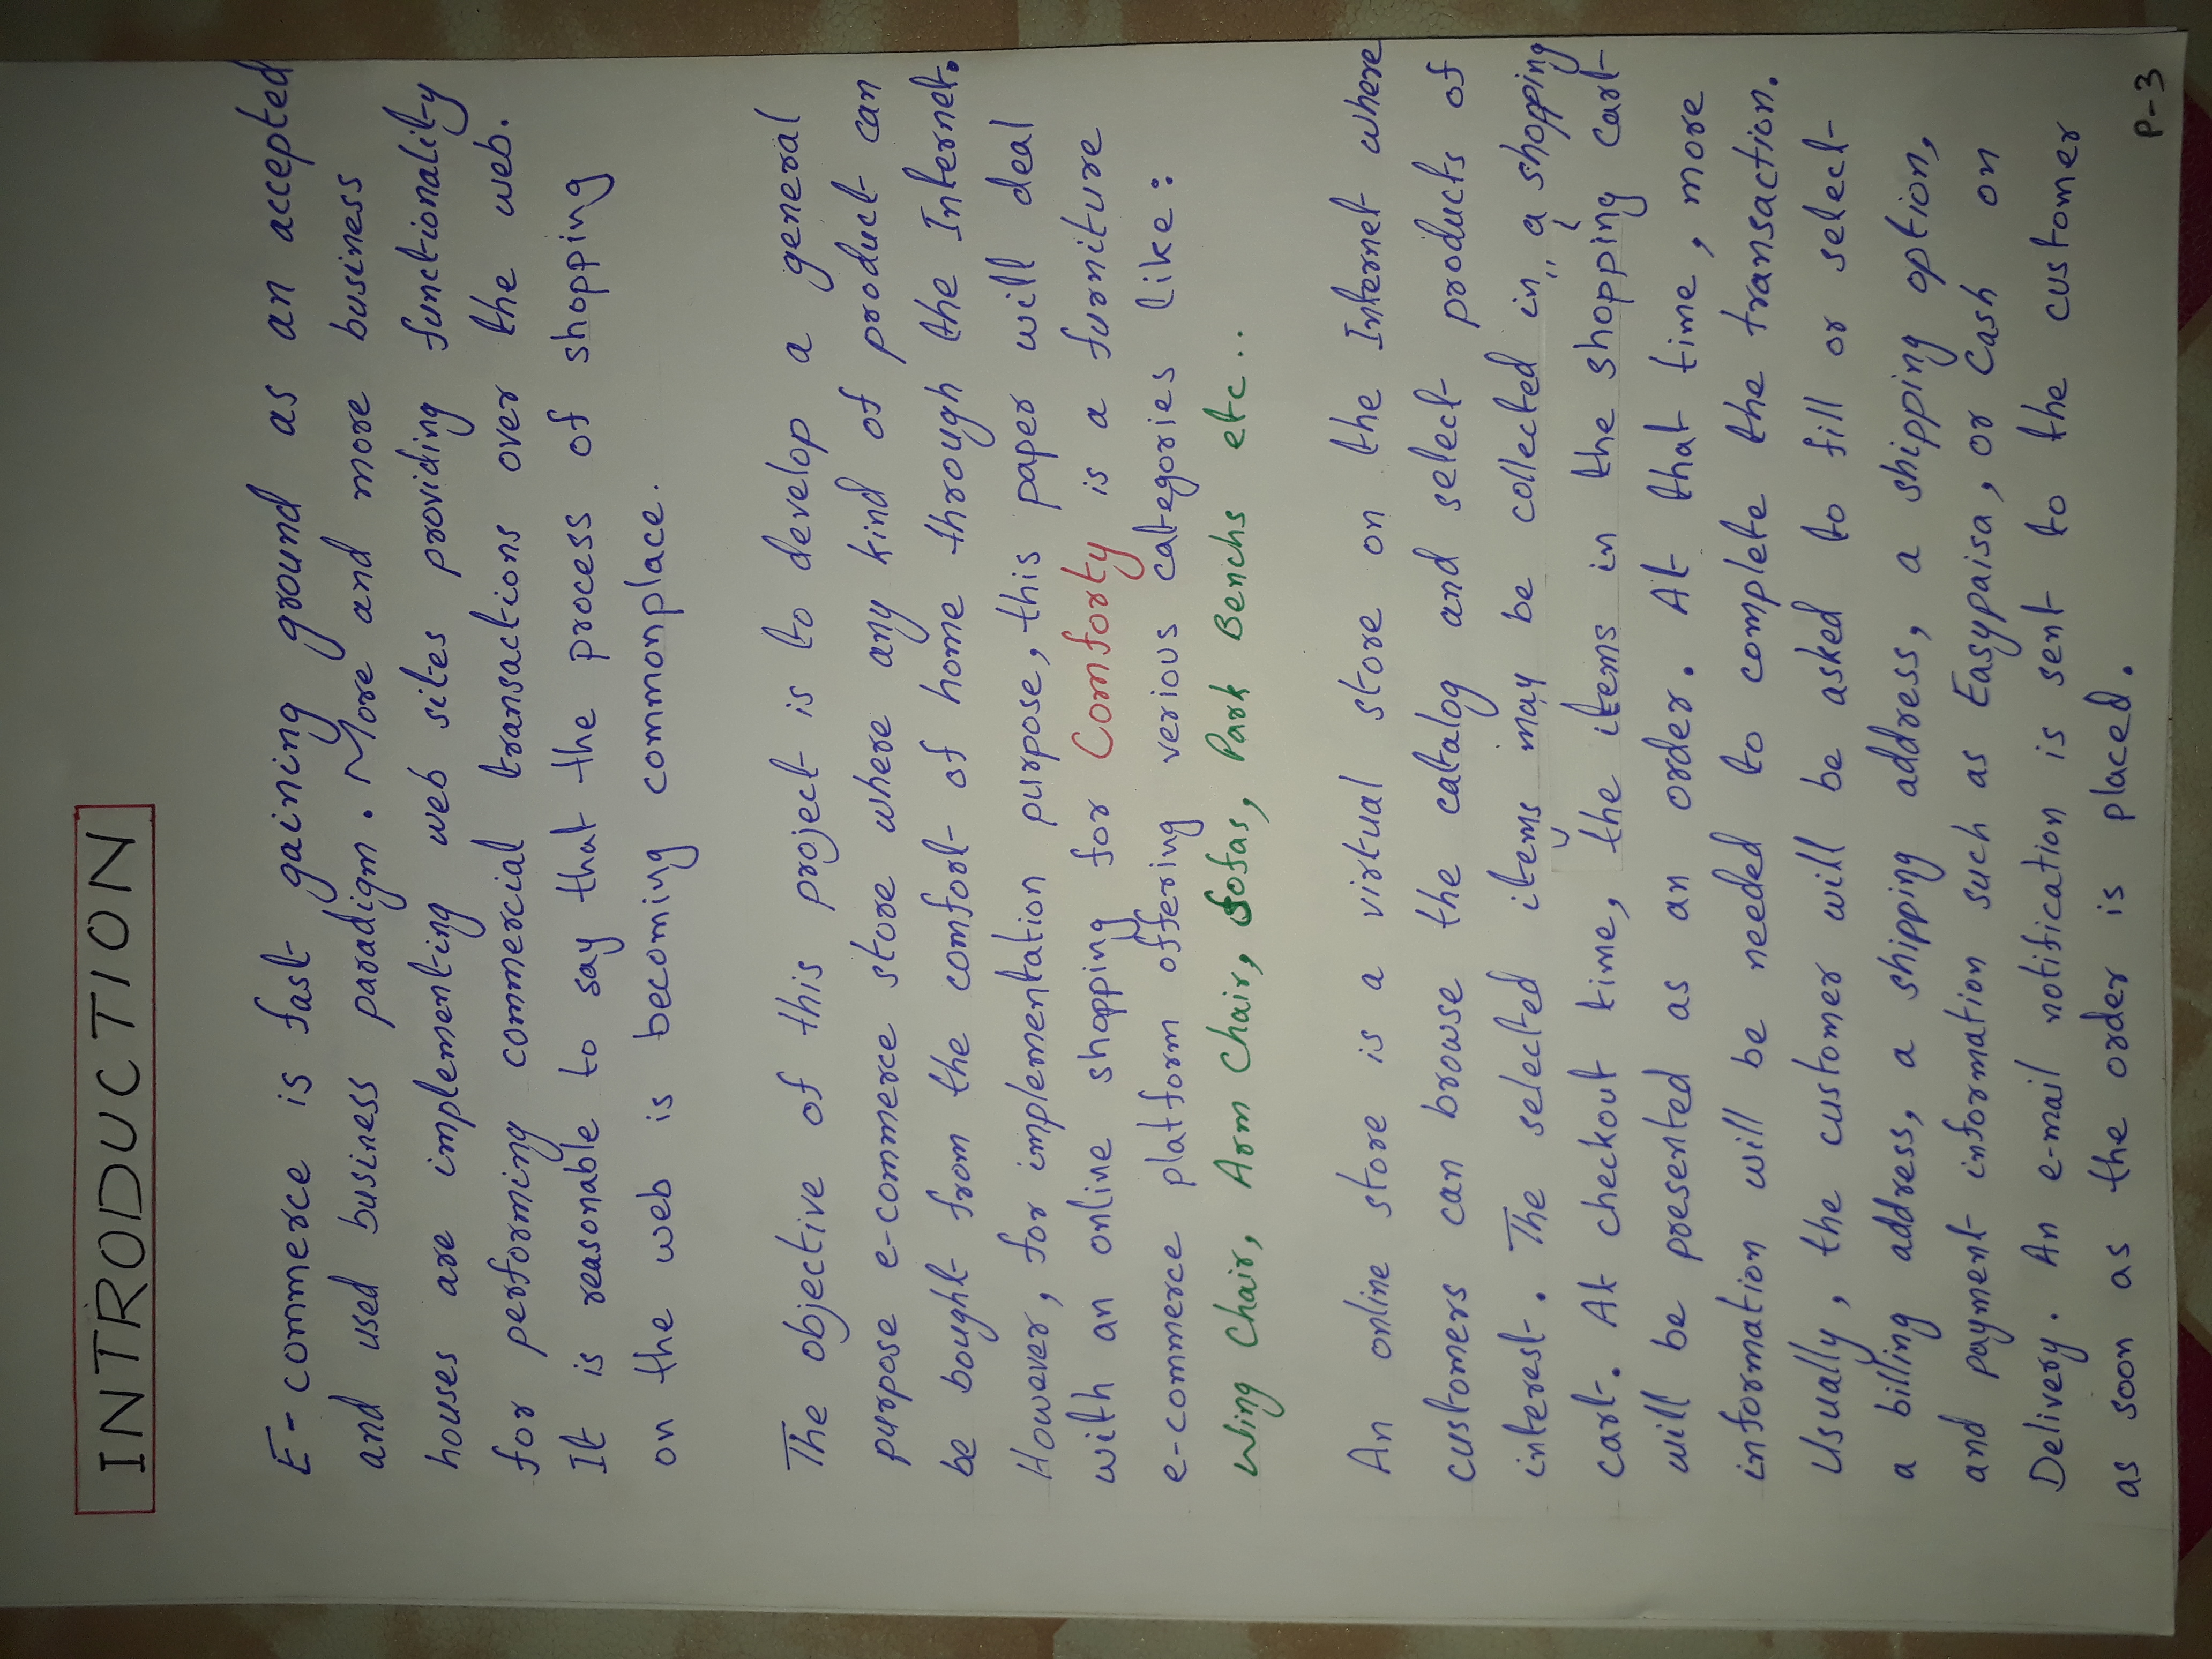 INTRODUCTION
E-commerce is fast gaining ground as an accepted
and used business paradigm. More and more business
houses are implementing web sites providing functionality
for performing commercial transactions over the web.
It is reasonable to say that the process of shopping
on the web is becoming commonplace.
The objective of this project is to develop a general
purpose e-commerce store where any kind of product can
be bought from the comfort of home through the Internet.
However, for implementation purpose, this paper will deal
with an online shopping for Comforty is a furniture
e-commerce platform offering verious categories like:
Wing Chair, Arm Chair, Sofas, Park Benchs etc..
An online store is a virtual store on the Internet where
customers can browse the catalog and select products of
interest. The selected items may be collected in a shopping
cart. At checkout time, the items in the shopping cart
will be presented as an order. At that time, more
information will be needed to complete the transaction.
Usually, the customer will be asked to fill or select
a billing address, a shipping address, a shipping option,
and payment information such as Easypaisa, or Cash on
Delivery. An e-mail notification is sent to the customer
as soon as the order is placed.
P-3